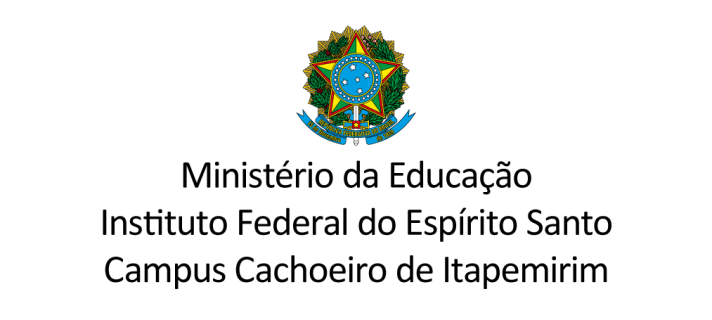 Ministério da Educação
Instituto Federal do Espírito Santo
Campus Cachoeiro de Itapemirim